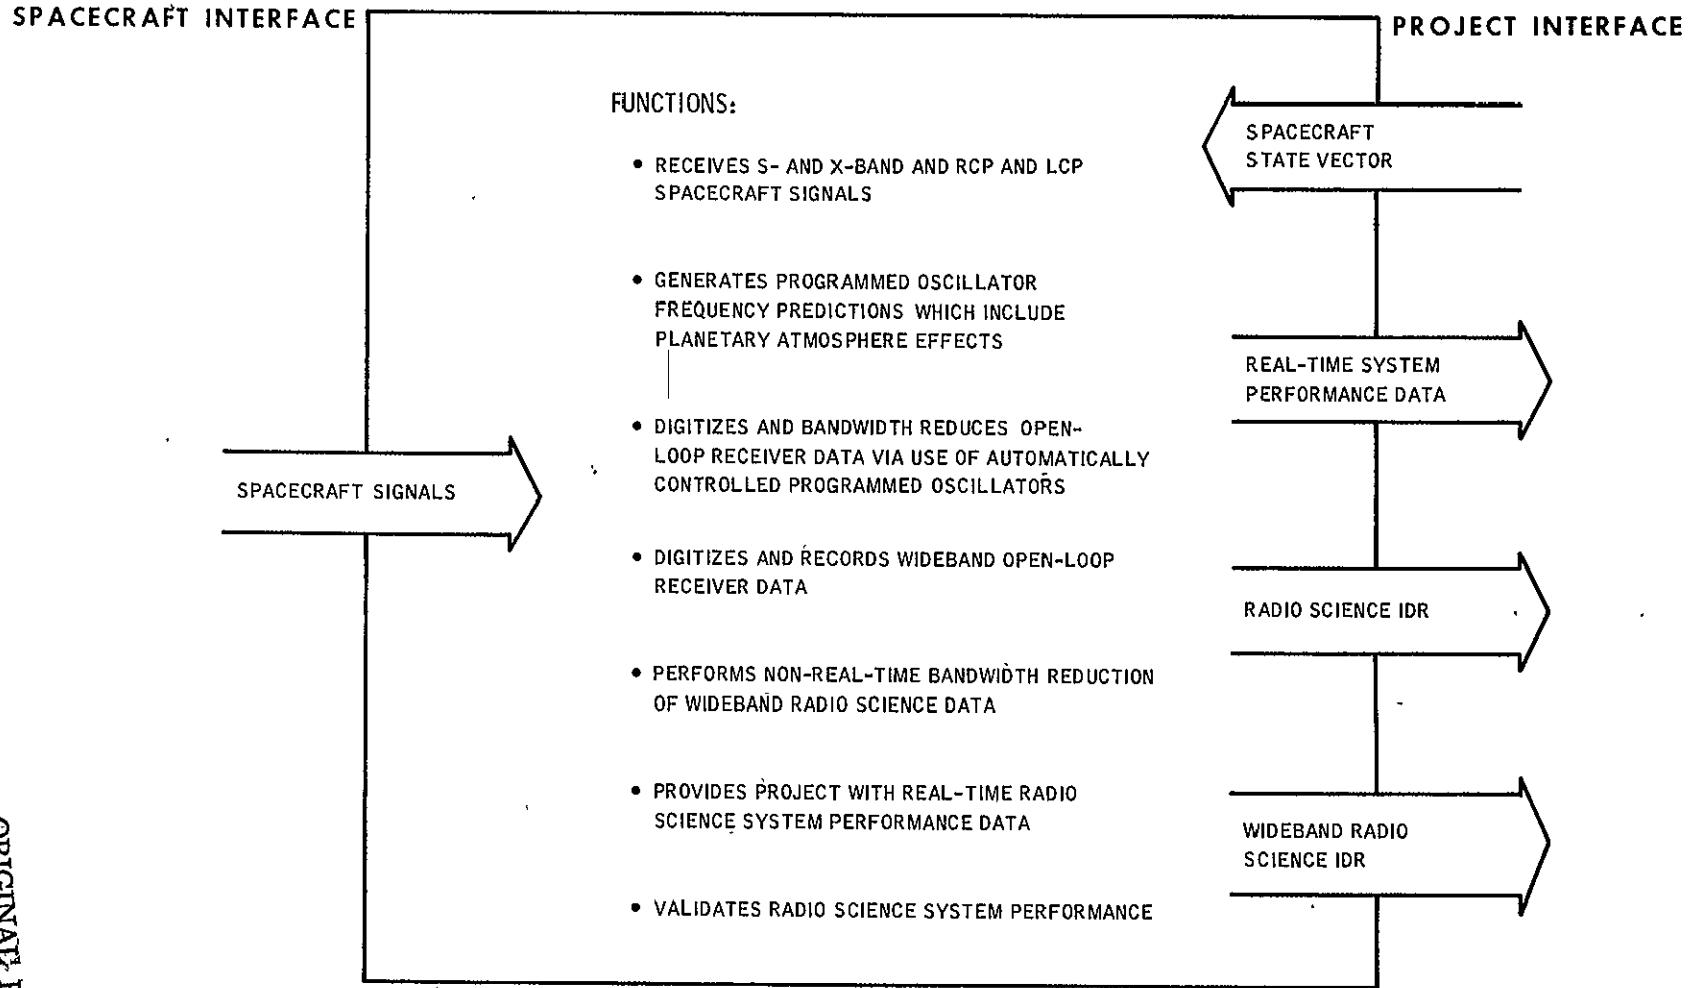 SPACECRAFT INTERFACE
PROJECT INTERFACE
FUNCTIONS:
• RECEIVES S- AND X-BAND AND RCP AND LCP
SPACECRAFT SIGNALS
• GENERATES PROGRAMMED OSCILLATOR
FREQUENCY PREDICTIONS WHICH INCLUDE
PLANETARY ATMOSPHERE EFFECTS
• DIGITIZES AND BANDWIDTH REDUCES OPEN-
LOOP RECEIVER DATA VIA USE OF AUTOMATICALLY
CONTROLLED PROGRAMMED OSCILLATORS
• DIGITIZES AND RECORDS WIDEBAND OPEN-LOOP
RECEIVER DATA
• PERFORMS NON-REAL-TIME BANDWIDTH REDUCTION
OF WIDEBAND RADIO SCIENCE DATA
• PROVIDES PROJECT WITH REAL-TIME RADIO
SCIENCE SYSTEM PERFORMANCE DATA
• VALIDATES RADIO SCIENCE SYSTEM PERFORMANCE
SPACECRAFT SIGNALS
SPACECRAFT
STATE VECTOR
REAL-TIME SYSTEM
PERFORMANCE DATA
RADIO SCIENCE IDR
WIDEBAND RADIO
SCIENCE IDR
ORIGINAL